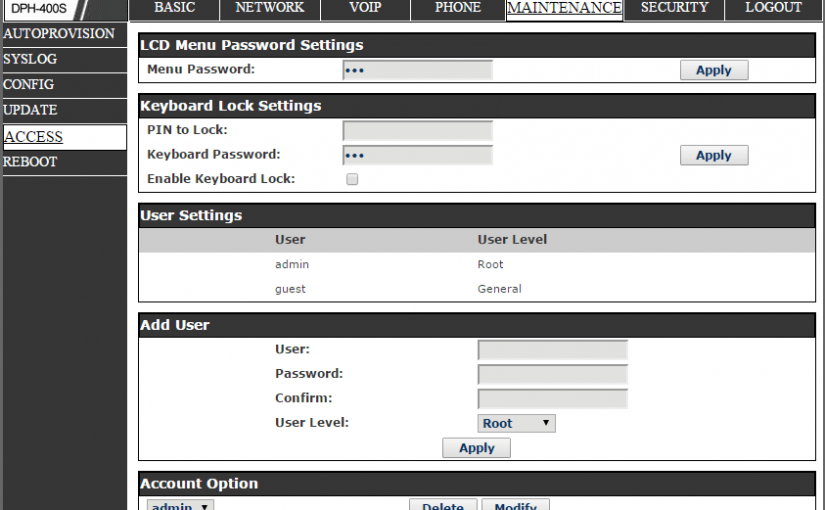 DPH-400S
BASIC NETWORK VOIP PHONE MAINTENANCE SECURITY LOGOUT
AUTOPROVISION
SYSLOG
CONFIG
UPDATE
ACCESS
REBOOT
LCD Menu Password Settings
Menu Password: ••• Apply
Keyboard Lock Settings
PIN to Lock:
Keyboard Password: ••• Apply
Enable Keyboard Lock:
User Settings
User User Level
admin Root
guest General
Add User
User:
Password:
Confirm:
User Level: Root
Apply
Account Option
admin Delete Modify